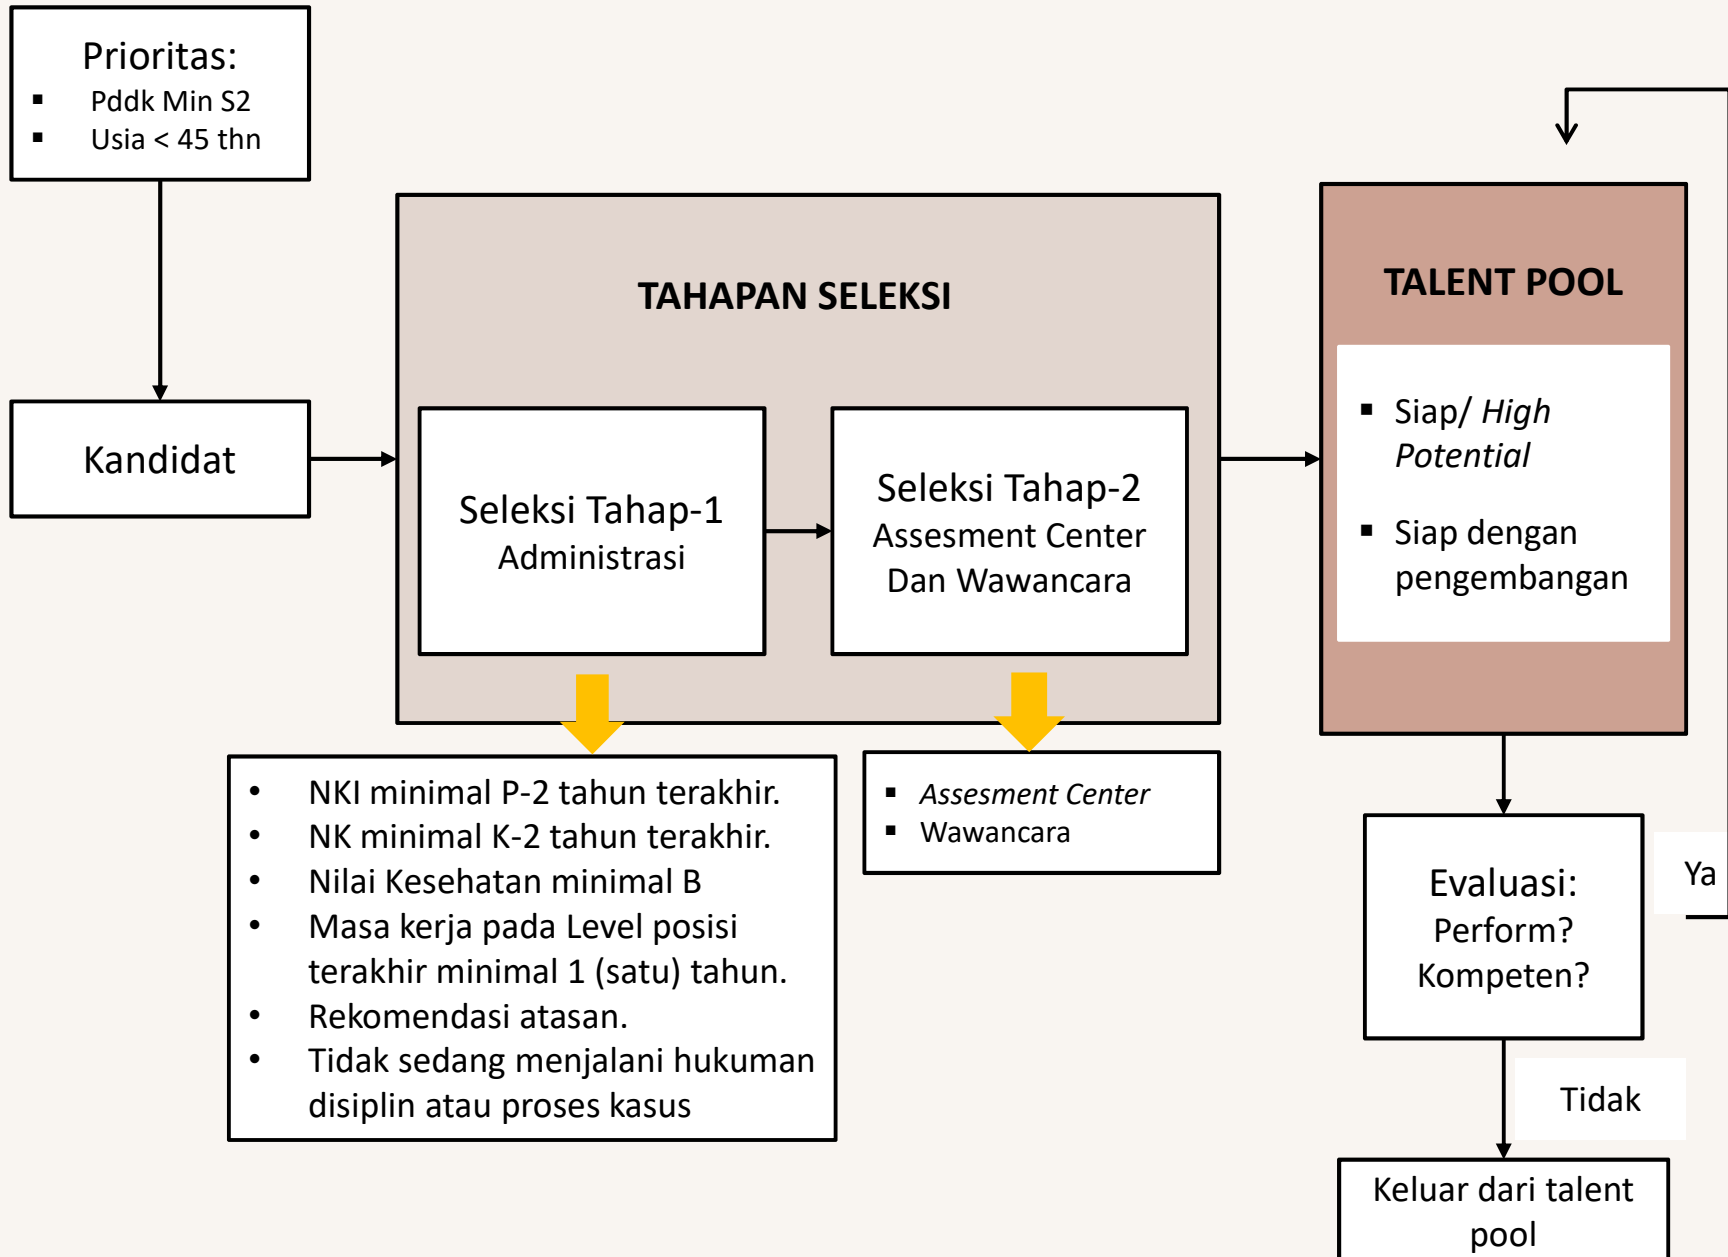 Prioritas:
▪ Pddk Min S2
▪ Usia < 45 thn
Kandidat
TAHAPAN SELEKSI
Seleksi Tahap-1
Administrasi
Seleksi Tahap-2
Assesment Center
Dan Wawancara
TALENT POOL
▪ Siap/ High
Potential
▪ Siap dengan
pengembangan
• NKI minimal P-2 tahun terakhir.
• NK minimal K-2 tahun terakhir.
• Nilai Kesehatan minimal B
• Masa kerja pada Level posisi
terakhir minimal 1 (satu) tahun.
• Rekomendasi atasan.
• Tidak sedang menjalani hukuman
disiplin atau proses kasus
▪ Assesment Center
▪ Wawancara
Evaluasi:
Perform?
Kompeten?
Ya
Tidak
Keluar dari talent
pool